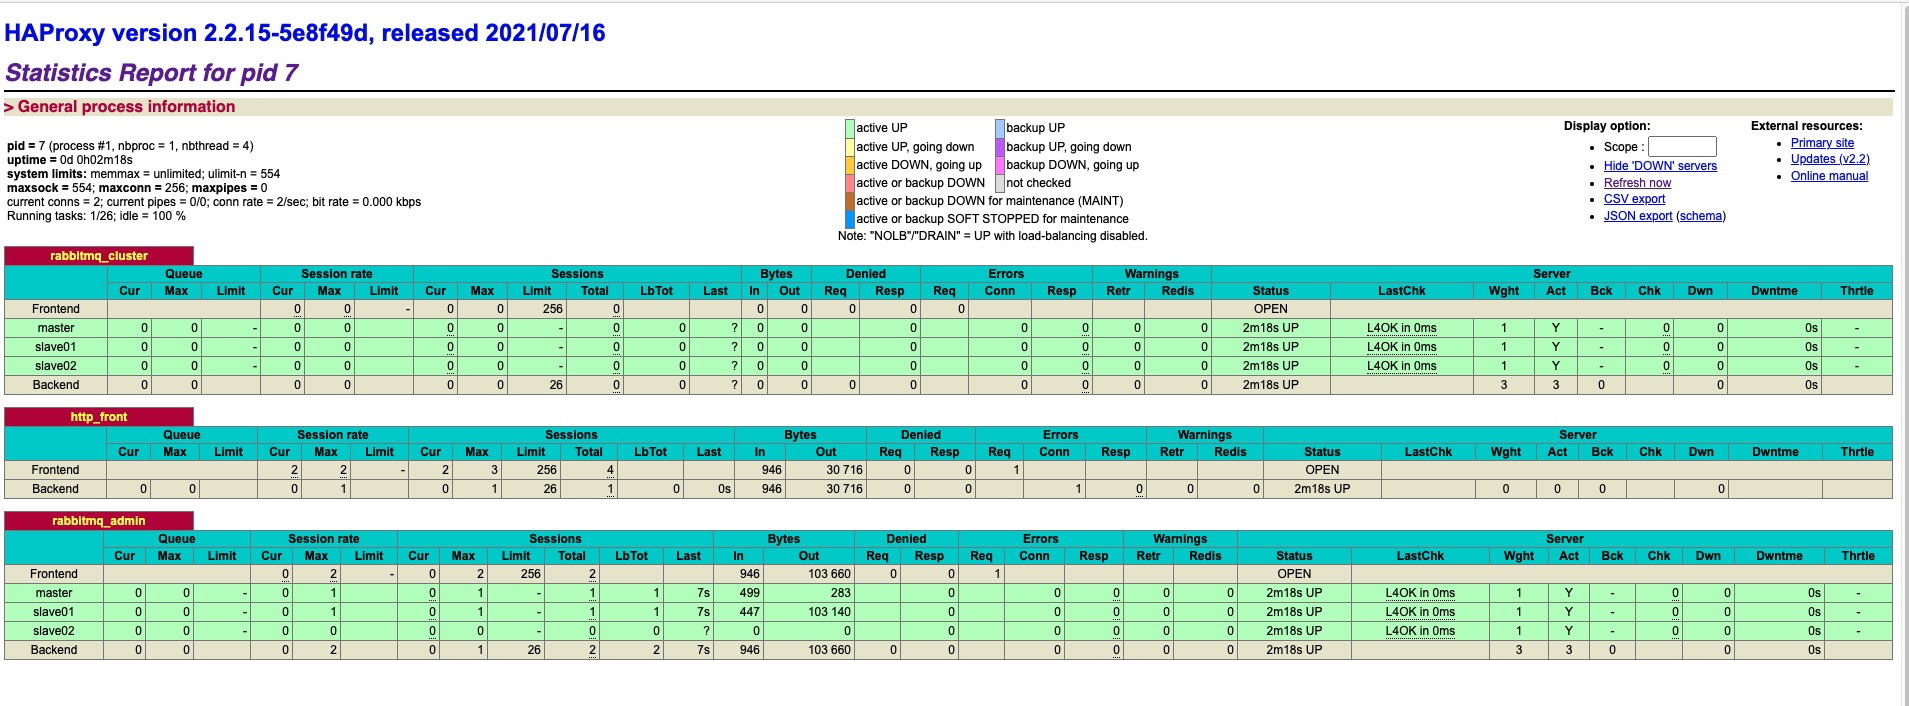 HAProxy version 2.2.15-5e8f49d, released 2021/07/16
Statistics Report for pid 7
> General process information
pid = 7 (process #1, nbproc = 1, nbthread = 4)
uptime = 0d 0h02m18s
system limits: memmax = unlimited; ulimit-n = 554
maxsock = 554; maxconn = 256; maxpipes = 0
current conns = 2; current pipes = 0/0; conn rate = 2/sec; bit rate = 0.000 kbps
Running tasks: 1/26; idle = 100 %
active UP backup UP
active UP, going down backup UP, going down
active DOWN, going up backup DOWN, going up
active or backup DOWN not checked
active or backup DOWN for maintenance (MAINT)
active or backup SOFT STOPPED for maintenance
Note: "NOLB"/"DRAIN" = UP with load-balancing disabled.
Display option:
• Scope :
• Hide 'DOWN' servers
• Refresh now
• CSV export
• JSON export (schema)
External resources:
• Primary site
• Updates (v2.2)
• Online manual
rabbitmq_cluster
Queue Session rate Sessions Bytes Denied Errors Warnings Server
Cur Max Limit Cur Max Limit Cur Max Limit Total LbTot Last In Out Req Resp Req Conn Resp Retr Redis Status LastChk Wght Act Bck Chk Dwn Dwntme Thrtle
Frontend 0 0 - 0 0 256 0 0 0 0 0 0 OPEN
master 0 0 - 0 0 0 0 - 0 0 ? 0 0 0 0 0 0 0 2m18s UP L4OK in 0ms 1 Y - 0 0 0s -
slave01 0 0 - 0 0 0 0 - 0 0 ? 0 0 0 0 0 0 0 2m18s UP L4OK in 0ms 1 Y - 0 0 0s -
slave02 0 0 - 0 0 0 0 - 0 0 ? 0 0 0 0 0 0 0 2m18s UP L4OK in 0ms 1 Y - 0 0 0s -
Backend 0 0 0 0 0 0 26 0 0 ? 0 0 0 0 0 0 0 0 2m18s UP 3 3 0 0 0s
http_front
Queue Session rate Sessions Bytes Denied Errors Warnings Server
Cur Max Limit Cur Max Limit Cur Max Limit Total LbTot Last In Out Req Resp Req Conn Resp Retr Redis Status LastChk Wght Act Bck Chk Dwn Dwntme Thrtle
Frontend 2 2 - 2 3 256 4 946 30 716 0 0 1 OPEN
Backend 0 0 0 1 0 1 26 1 0 0s 946 30 716 0 0 1 0 0 0 2m18s UP 0 0 0 0
rabbitmq_admin
Queue Session rate Sessions Bytes Denied Errors Warnings Server
Cur Max Limit Cur Max Limit Cur Max Limit Total LbTot Last In Out Req Resp Req Conn Resp Retr Redis Status LastChk Wght Act Bck Chk Dwn Dwntme Thrtle
Frontend 0 2 - 0 2 256 2 946 103 660 0 0 1 OPEN
master 0 0 - 0 1 0 1 - 1 1 7s 499 283 0 0 0 0 0 2m18s UP L4OK in 0ms 1 Y - 0 0 0s -
slave01 0 0 - 0 1 0 1 - 1 1 7s 447 103 140 0 0 0 0 0 2m18s UP L4OK in 0ms 1 Y - 0 0 0s -
slave02 0 0 - 0 0 0 0 - 0 0 ? 0 0 0 0 0 0 0 2m18s UP L4OK in 0ms 1 Y - 0 0 0s -
Backend 0 0 0 2 0 1 26 2 2 7s 946 103 660 0 0 0 0 0 0 2m18s UP 3 3 0 0 0s